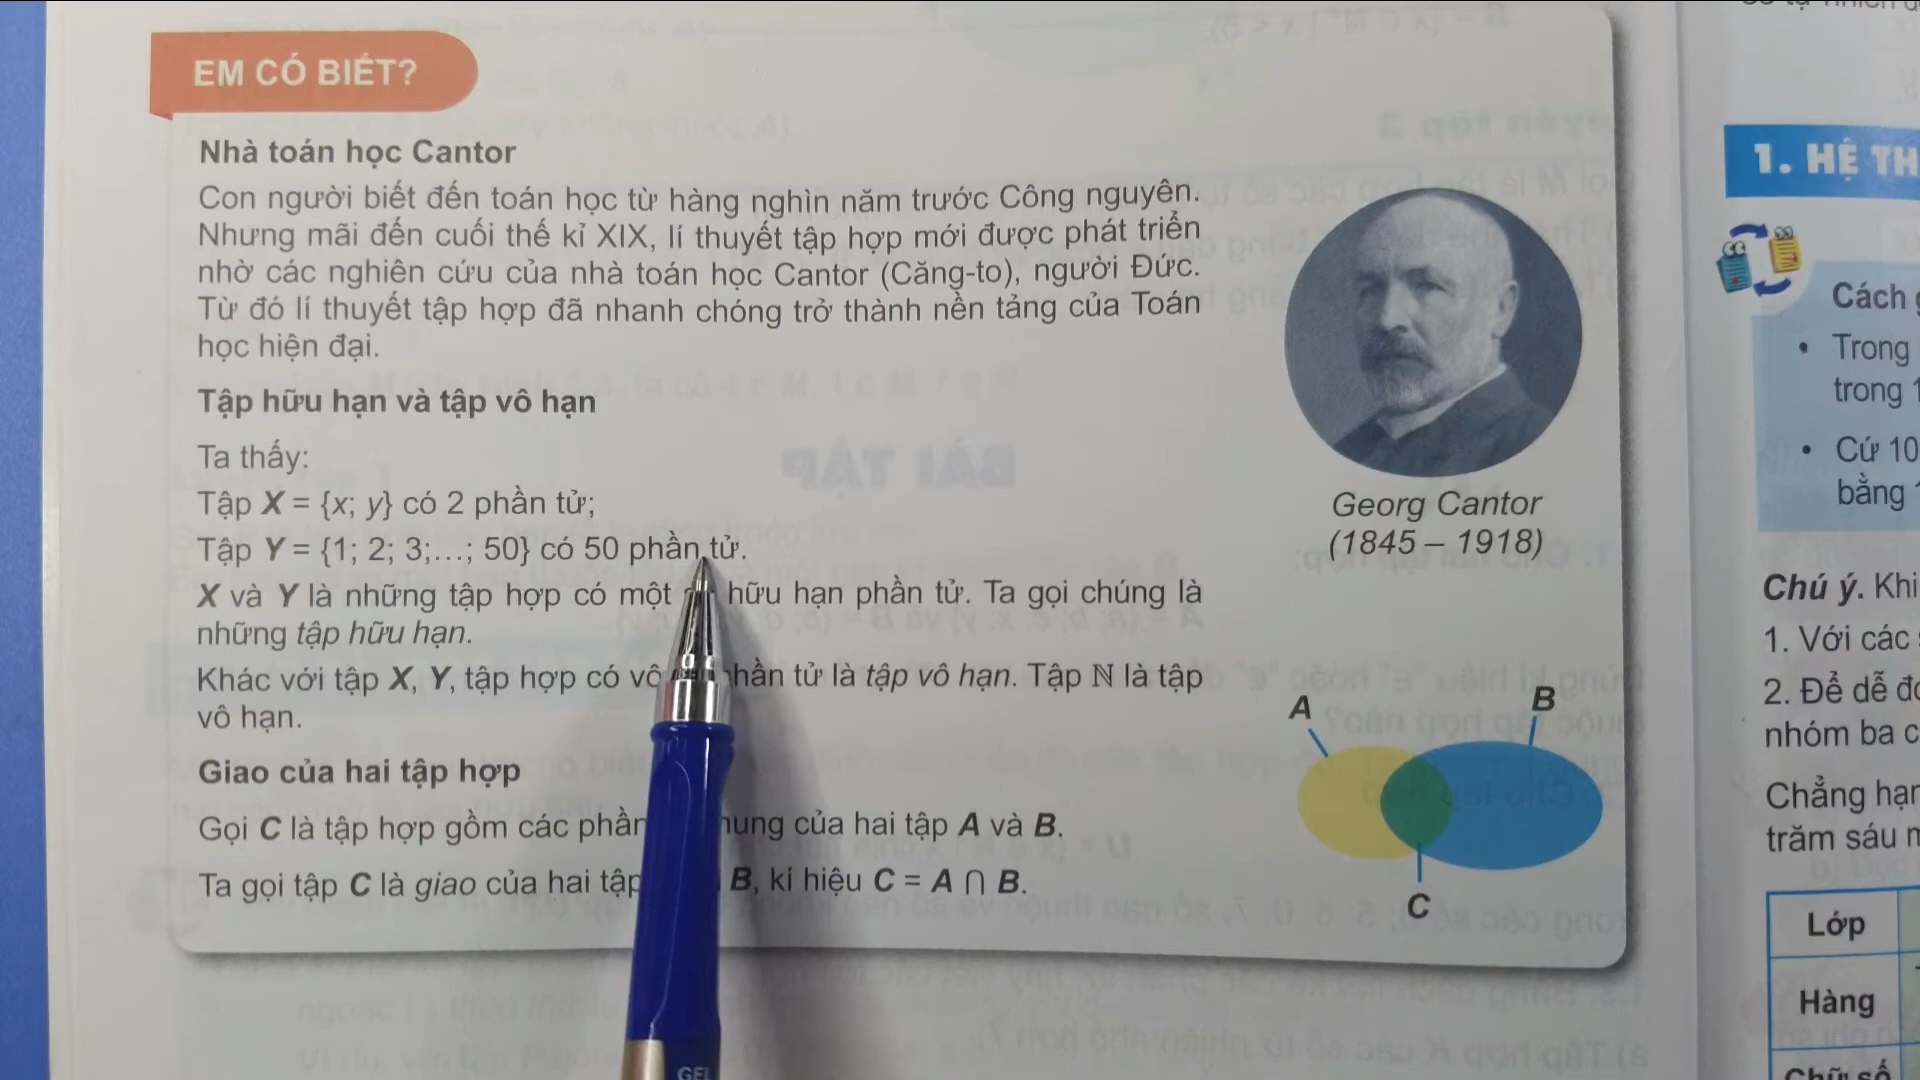 EM CÓ BIẾT?
Nhà toán học Cantor
Con người biết đến toán học từ hàng nghìn năm trước Công nguyên.
Nhưng mãi đến cuối thế kỉ XIX, lí thuyết tập hợp mới được phát triển
nhờ các nghiên cứu của nhà toán học Cantor (Căng-to), người Đức.
Từ đó lí thuyết tập hợp đã nhanh chóng trở thành nền tảng của Toán
học hiện đại.
Tập hữu hạn và tập vô hạn
Ta thấy:
Tập X = {x; y} có 2 phần tử;
Tập Y = {1; 2; 3;...; 50} có 50 phần tử.
X và Y là những tập hợp có một hữu hạn phần tử. Ta gọi chúng là
những tập hữu hạn.
Khác với tập X, Y, tập hợp có vô phần tử là tập vô hạn. Tập ℕ là tập
vô hạn.
Giao của hai tập hợp
Gọi C là tập hợp gồm các phần chung của hai tập A và B.
Ta gọi tập C là giao của hai tập B, kí hiệu C = A ∩ B.
Georg Cantor
(1845 – 1918)
A
B
C
1. HỆ TH
Cách
• Trong
trong 1
• Cứ 10
bằng 1
Chú ý. Khi
1. Với các
2. Để dễ
nhóm ba
Chẳng hạn
trăm sáu
Lớp
Hàng
Chữ số
GEL